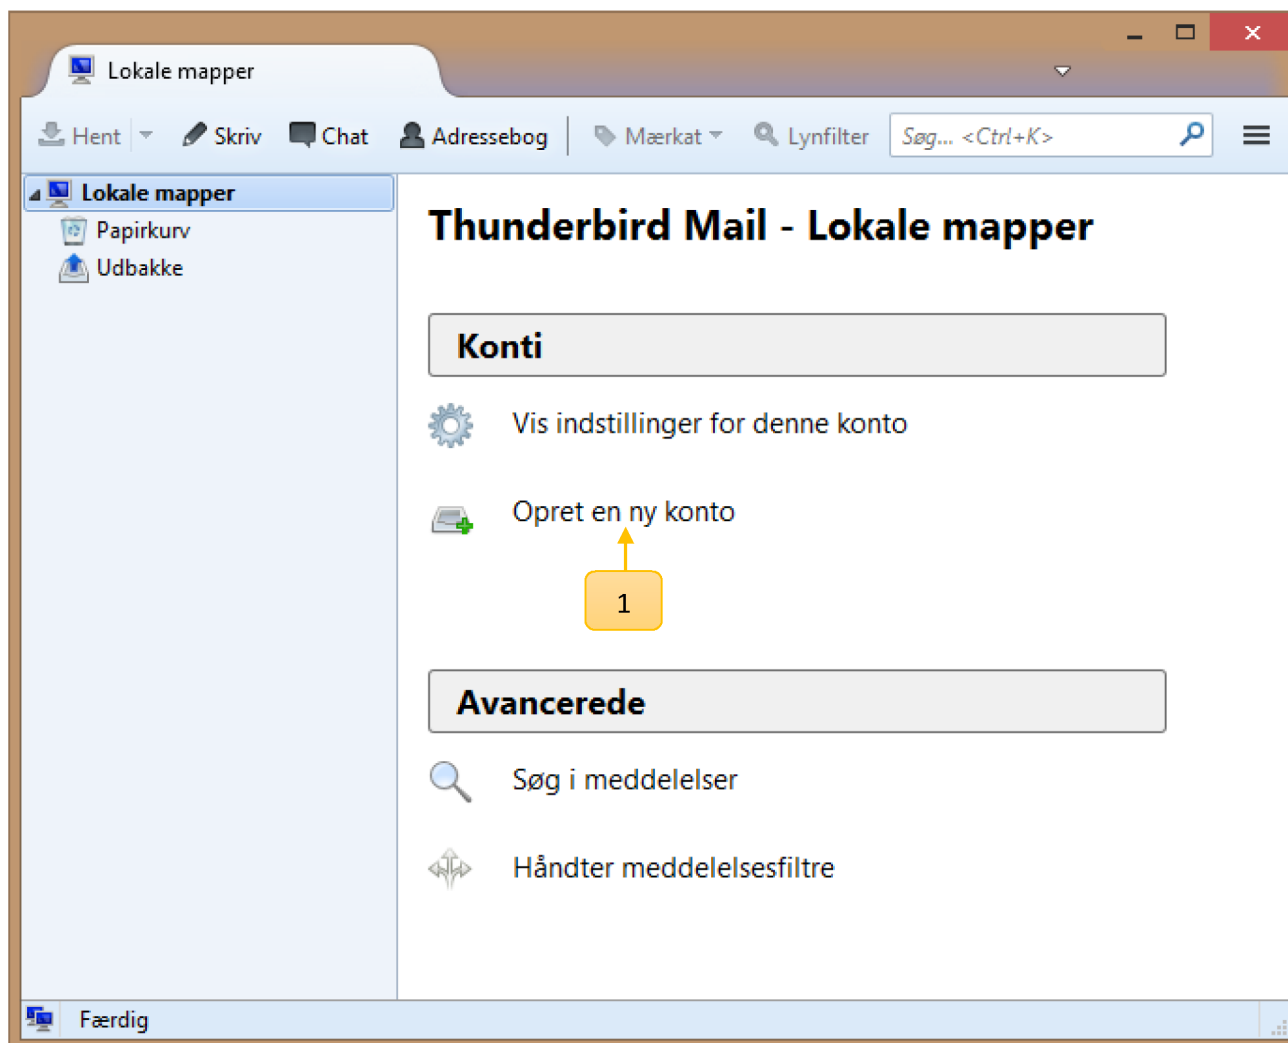 Lokale mapper
Hent Skriv Chat Adressebog Mærkat Lynfilter Søg... <Ctrl+K>
Lokale mapper
Papirkurv
Udbakke
Thunderbird Mail - Lokale mapper
Konti
Vis indstillinger for denne konto
Opret en ny konto
1
Avancerede
Søg i meddelelser
Håndter meddelelsesfiltre
Færdig